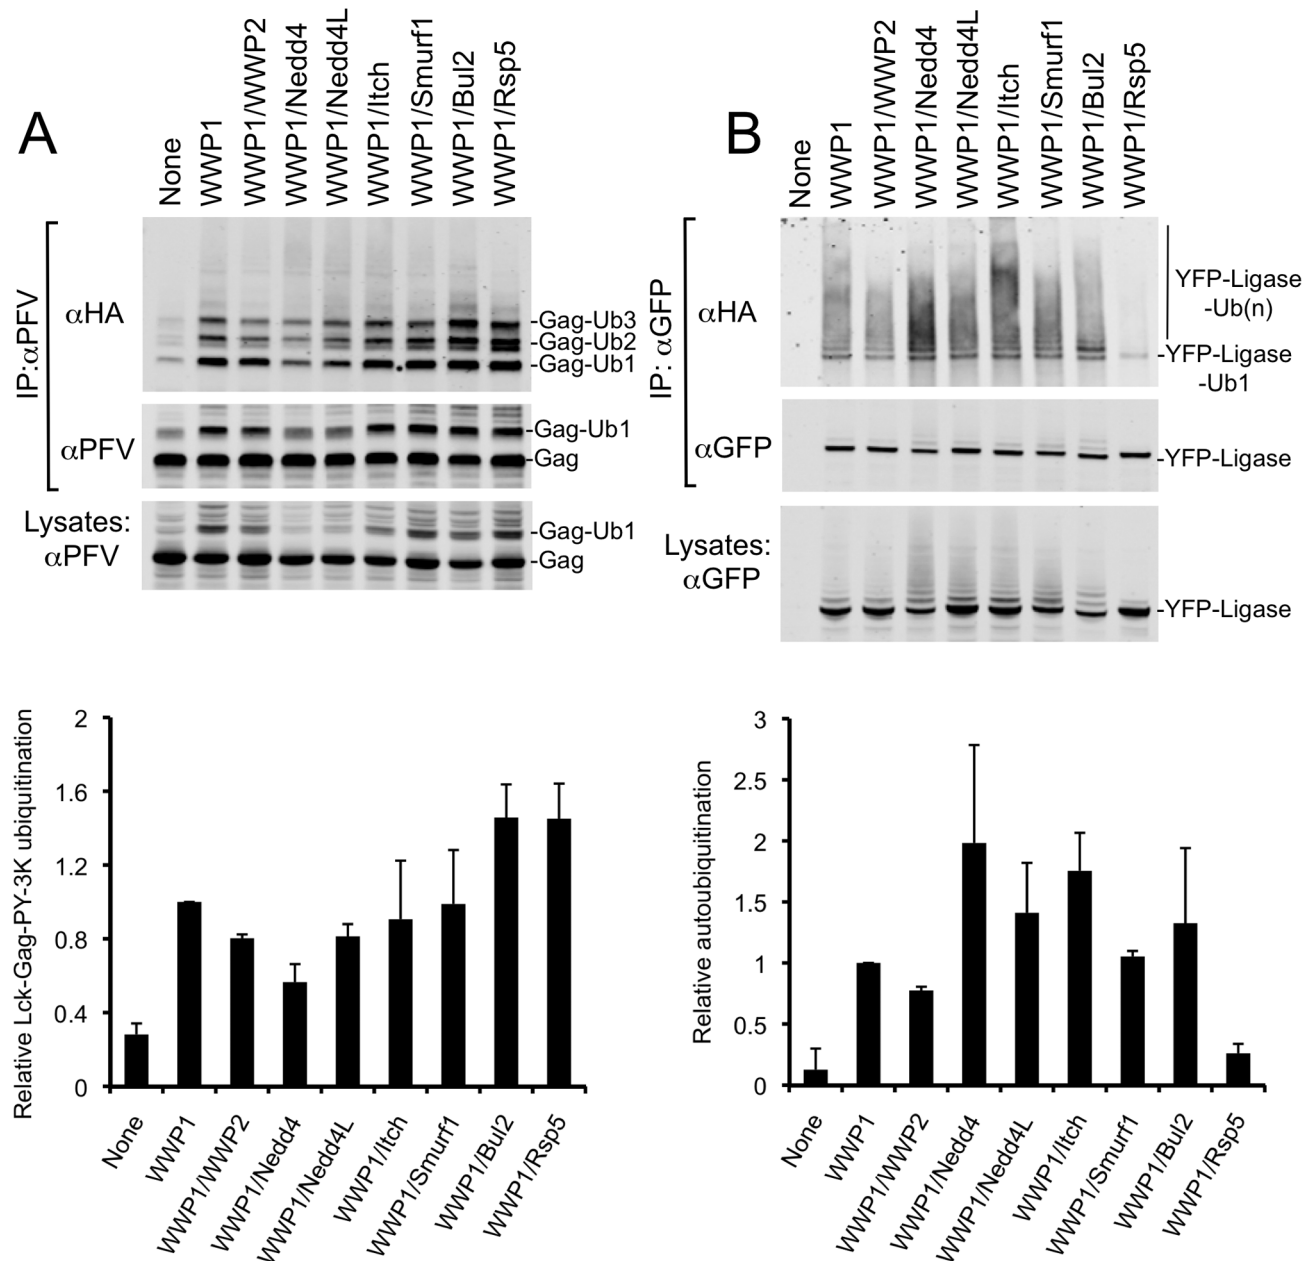 A
None
WWP1
WWP1/WWP2
WWP1/Nedd4
WWP1/Nedd4L
WWP1/Itch
WWP1/Smurf1
WWP1/Bul2
WWP1/Rsp5
IP:αPFV
αHA
-Gag-Ub3
-Gag-Ub2
-Gag-Ub1
αPFV
-Gag-Ub1
-Gag
Lysates:
αPFV
-Gag-Ub1
-Gag
Relative Lck-Gag-PY-3K ubiquitination
2
1.6
1.2
0.8
0.4
0
None
WWP1
WWP1/WWP2
WWP1/Nedd4
WWP1/Nedd4L
WWP1/Itch
WWP1/Smurf1
WWP1/Bul2
WWP1/Rsp5
B
None
WWP1
WWP1/WWP2
WWP1/Nedd4
WWP1/Nedd4L
WWP1/Itch
WWP1/Smurf1
WWP1/Bul2
WWP1/Rsp5
IP: αGFP
αHA
YFP-Ligase
-Ub(n)
-YFP-Ligase
-Ub1
αGFP
-YFP-Ligase
Lysates:
αGFP
-YFP-Ligase
Relative autoubiquitination
3
2.5
2
1.5
1
0.5
0
None
WWP1
WWP1/WWP2
WWP1/Nedd4
WWP1/Nedd4L
WWP1/Itch
WWP1/Smurf1
WWP1/Bul2
WWP1/Rsp5